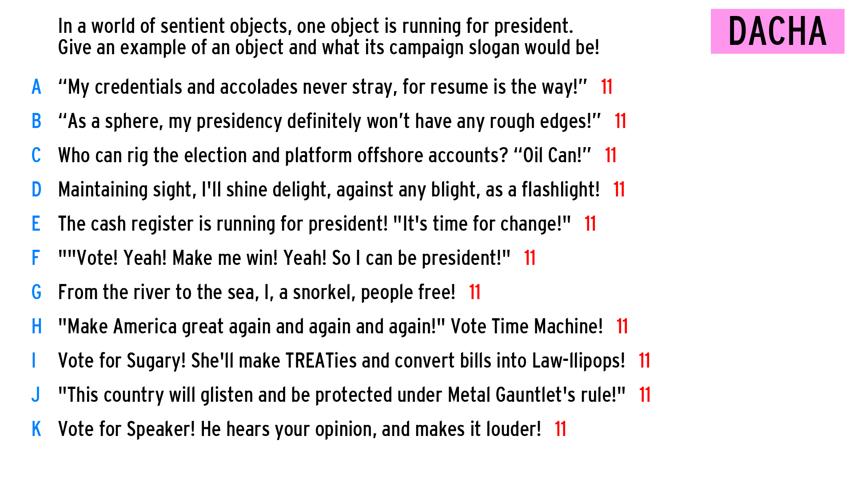 In a world of sentient objects, one object is running for president.
Give an example of an object and what its campaign slogan would be!
DACHA
A “My credentials and accolades never stray, for resume is the way!” 11
B “As a sphere, my presidency definitely won’t have any rough edges!” 11
C Who can rig the election and platform offshore accounts? “Oil Can!” 11
D Maintaining sight, I'll shine delight, against any blight, as a flashlight! 11
E The cash register is running for president! "It's time for change!" 11
F ""Vote! Yeah! Make me win! Yeah! So I can be president!" 11
G From the river to the sea, I, a snorkel, people free! 11
H "Make America great again and again and again!" Vote Time Machine! 11
I Vote for Sugary! She'll make TREATies and convert bills into Law-llipops! 11
J "This country will glisten and be protected under Metal Gauntlet's rule!" 11
K Vote for Speaker! He hears your opinion, and makes it louder! 11